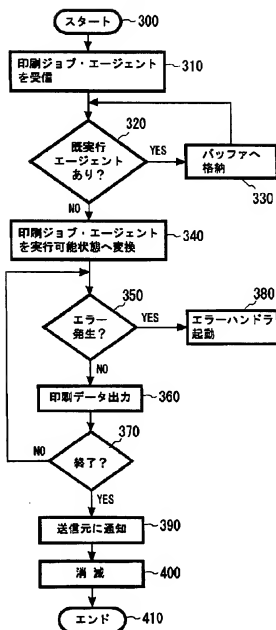 スタート 300
印刷ジョブ・エージェント
を受信
310
320
既実行
エージェント
あり?
YES
バッファへ
格納
330
NO
印刷ジョブ・エージェント
を実行可能状態へ変換
340
350
エラー
発生?
YES
380
エラーハンドラ
起動
NO
印刷データ出力 360
370
NO
終了?
YES
送信元に通知 390
消滅 400
エンド 410